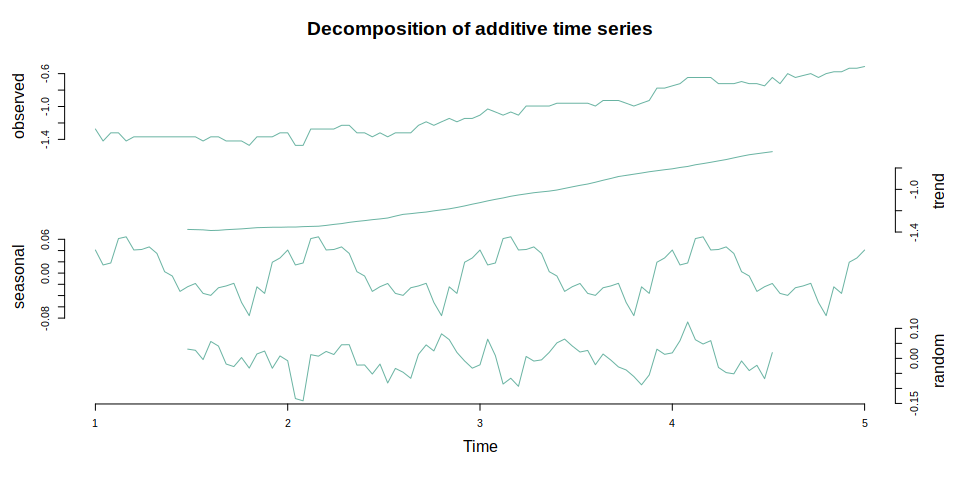 Decomposition of additive time series
observed
-1.4 -1.0 -0.6
trend
-1.4 -1.0
seasonal
-0.08 0.00 0.06
random
-0.15 0.00 0.10
1 2 3 4 5
Time